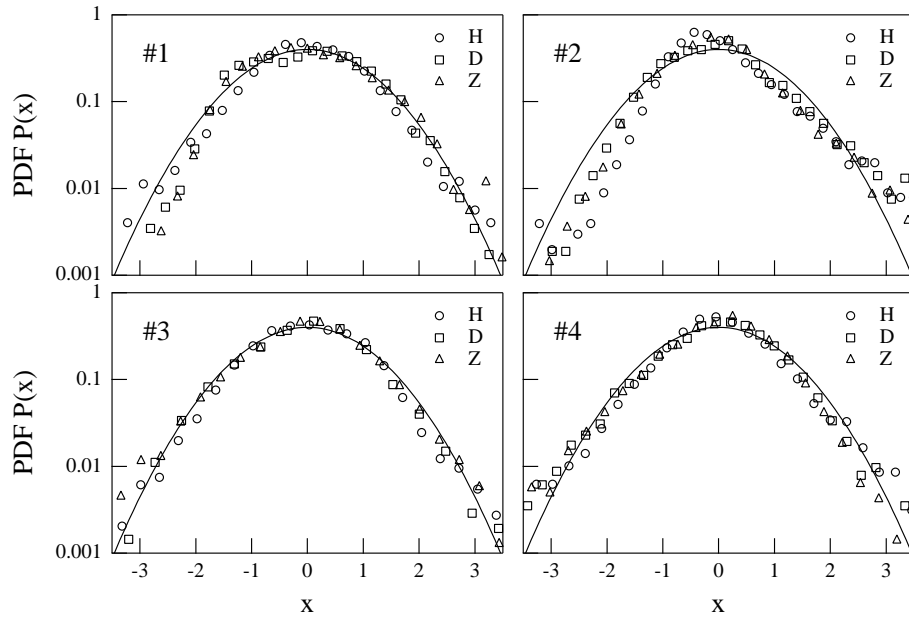 1
#1
H
D
Z
0.1
0.01
0.001
PDF P(x)
#2
H
D
Z
1
#3
H
D
Z
0.1
0.01
0.001
PDF P(x)
-3 -2 -1 0 1 2 3
x
#4
H
D
Z
-3 -2 -1 0 1 2 3
x